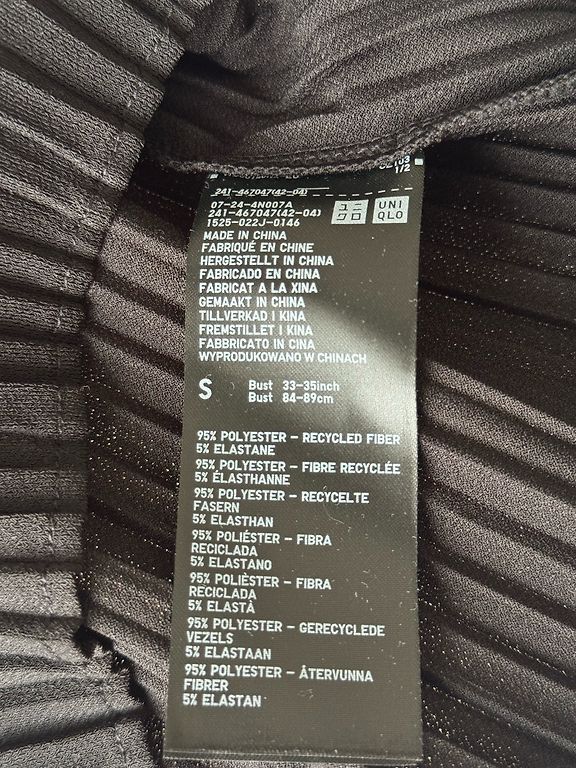 1/2
241-467047(42-04)
07-24-4N007A
241-467047(42-04)
1525-022J-0146
ユニ
クロ
UNI
QLO
MADE IN CHINA
FABRIQUÉ EN CHINE
HERGESTELLT IN CHINA
FABRICADO EN CHINA
FABRICAT A LA XINA
GEMAAKT IN CHINA
TILLVERKAD I KINA
FREMSTILLET I KINA
FABBRICATO IN CINA
WYPRODUKOWANO W CHINACH
S
Bust 33-35inch
Bust 84-89cm
95% POLYESTER - RECYCLED FIBER
5% ELASTANE
95% POLYESTER - FIBRE RECYCLÉE
5% ÉLASTHANNE
95% POLYESTER - RECYCELTE
FASERN
5% ELASTHAN
95% POLIÉSTER - FIBRA
RECICLADA
5% ELASTANO
95% POLIÈSTER - FIBRA
RECICLADA
5% ELASTÀ
95% POLYESTER - GERECYCLEDE
VEZELS
5% ELASTAAN
95% POLYESTER - ÅTERVUNNA
FIBRER
5% ELASTAN